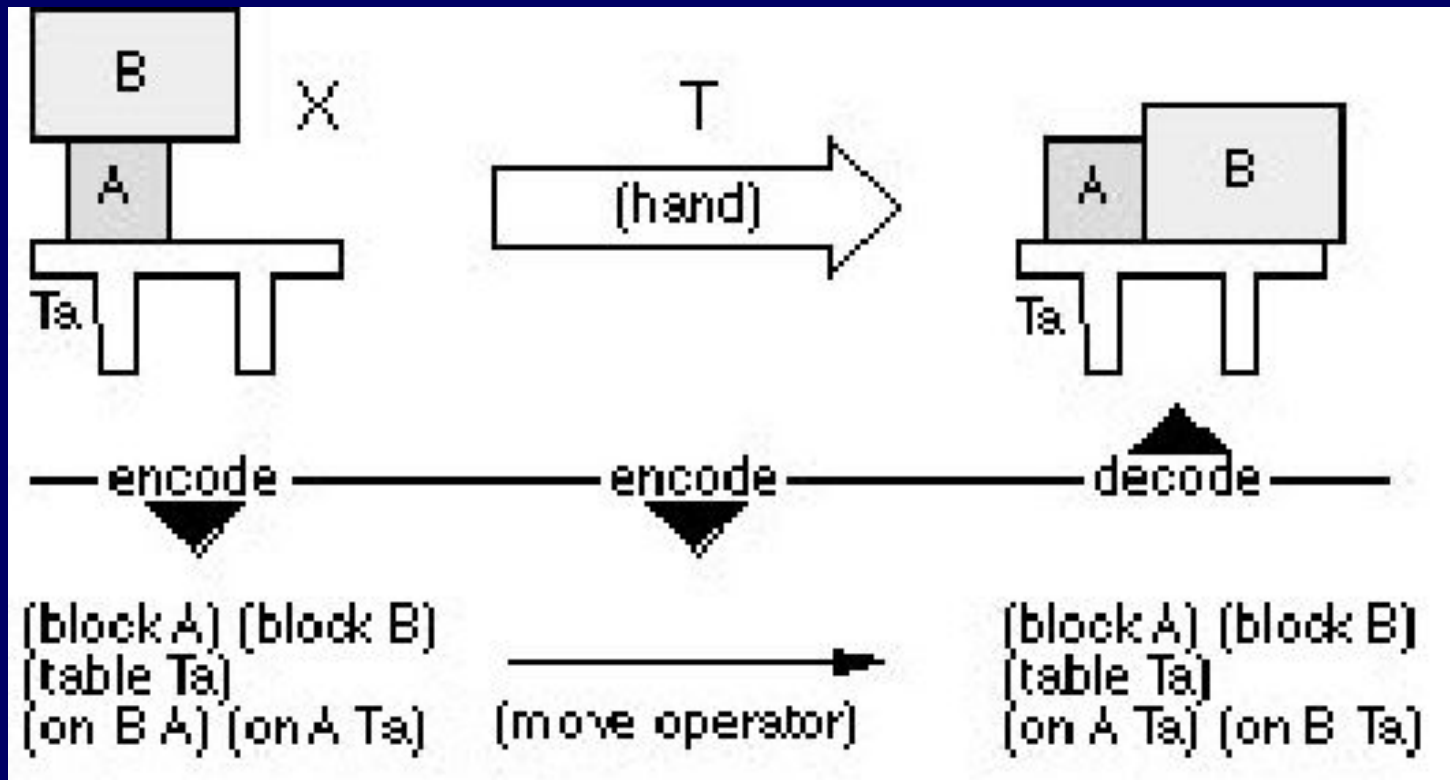 B
X
T
A
(hand)
A
B
Ta
Ta
encode
encode
decode
(block A) (block B)
(table Ta)
(on B A) (on A Ta)
(move operator)
(block A) (block B)
(table Ta)
(on A Ta) (on B Ta)